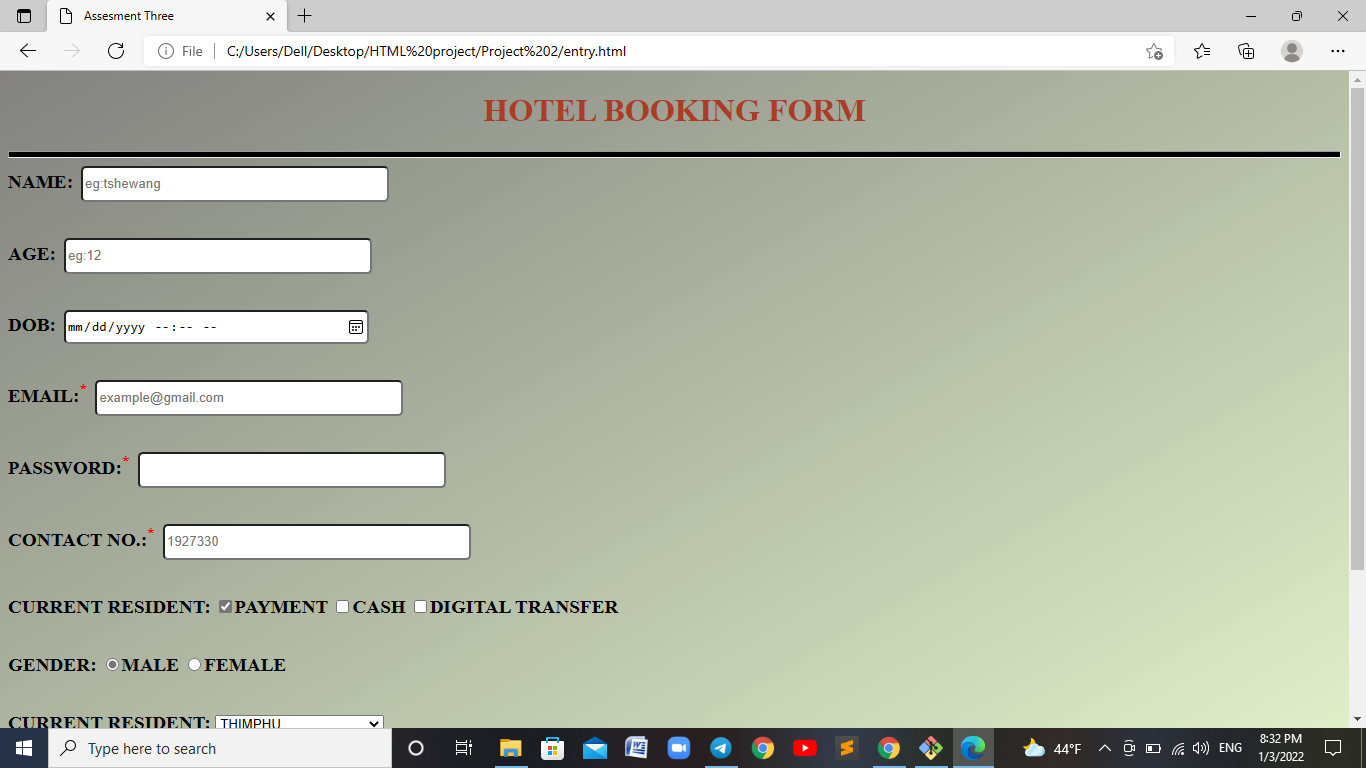 Assesment Three
File
C:/Users/Dell/Desktop/HTML%20project/Project%202/entry.html
HOTEL BOOKING FORM
NAME: eg:tshewang
AGE: eg:12
DOB: mm/dd/yyyy --:-- --
EMAIL:* example@gmail.com
PASSWORD:*
CONTACT NO.:* 1927330
CURRENT RESIDENT: PAYMENT CASH DIGITAL TRANSFER
GENDER: MALE FEMALE
CURRENT RESIDENT: THIMPHU
Type here to search
44°F
ENG
8:32 PM
1/3/2022